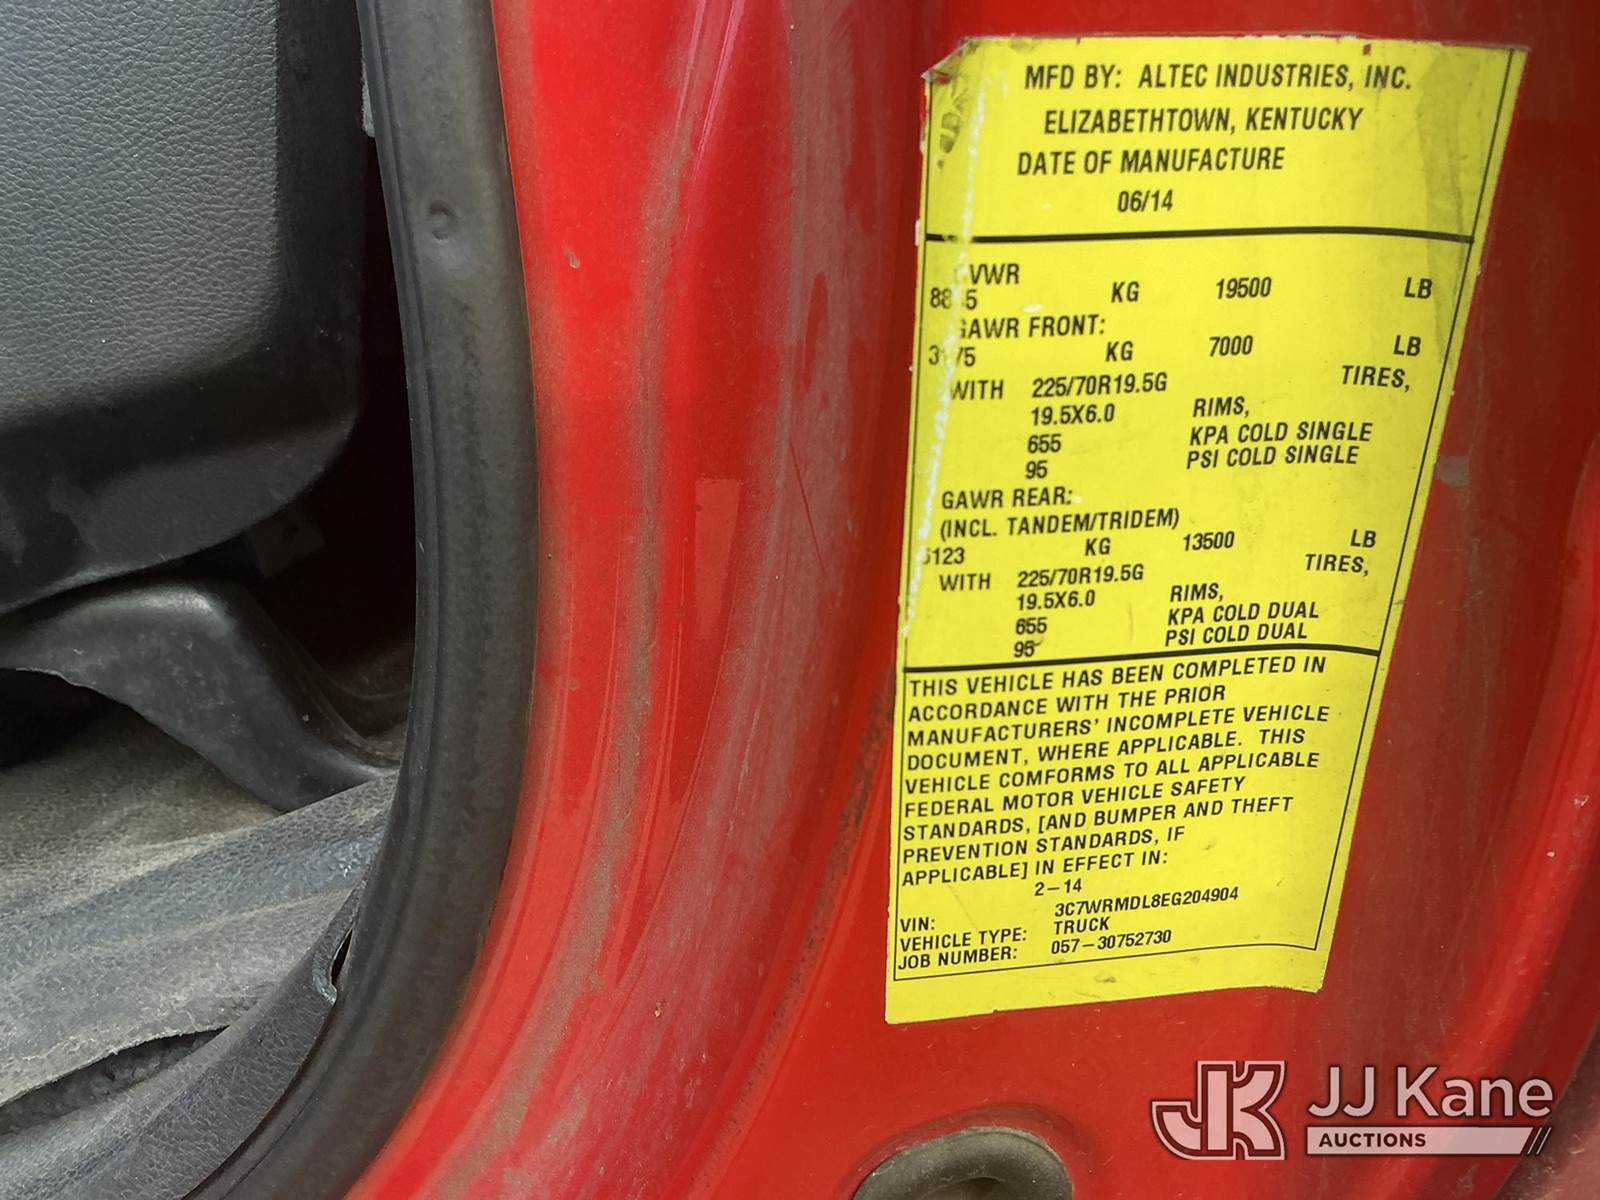 MFD BY: ALTEC INDUSTRIES, INC.
ELIZABETHTOWN, KENTUCKY
DATE OF MANUFACTURE
06/14
VWR
KG 19500 LB
GAWR FRONT:
KG 7000 LB
WITH 225/70R19.5G TIRES,
19.5X6.0 RIMS,
655 KPA COLD SINGLE
95 PSI COLD SINGLE
GAWR REAR:
(INCL. TANDEM/TRIDEM)
6123 KG 13500 LB
WITH 225/70R19.5G TIRES,
19.5X6.0 RIMS,
655 KPA COLD DUAL
95 PSI COLD DUAL
THIS VEHICLE HAS BEEN COMPLETED IN
ACCORDANCE WITH THE PRIOR
MANUFACTURERS' INCOMPLETE VEHICLE
DOCUMENT, WHERE APPLICABLE. THIS
VEHICLE COMFORMS TO ALL APPLICABLE
FEDERAL MOTOR VEHICLE SAFETY
STANDARDS, [AND BUMPER AND THEFT
PREVENTION STANDARDS, IF
APPLICABLE] IN EFFECT IN:
2-14
VIN: 3C7WRMDL8EG204904
VEHICLE TYPE: TRUCK
JOB NUMBER: 057-30752730
JK JJ Kane
AUCTIONS